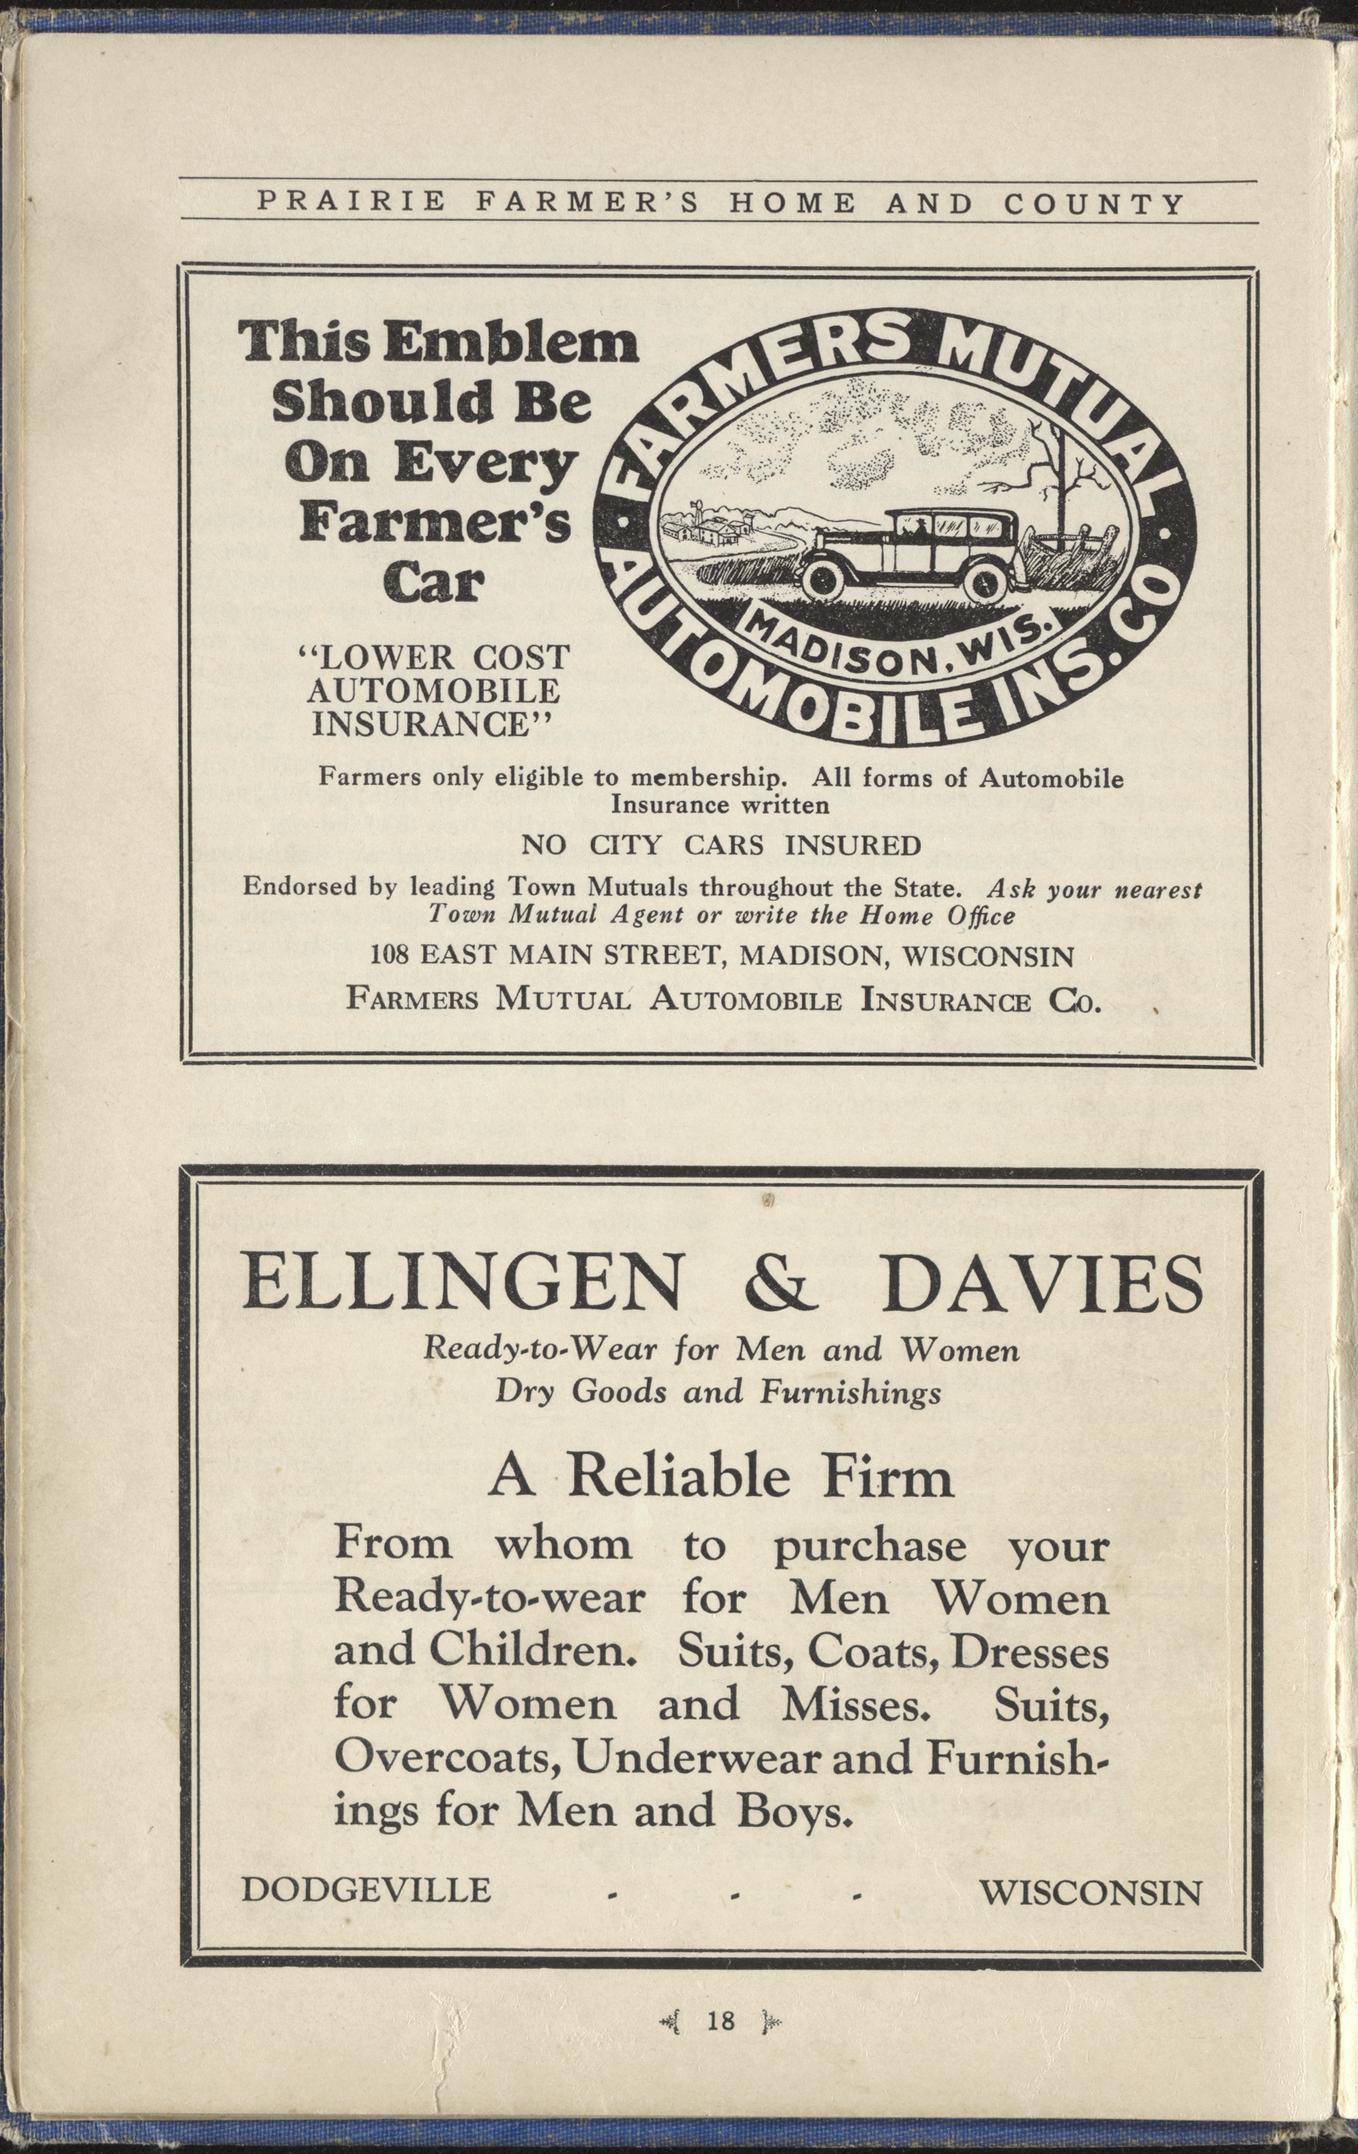 PRAIRIE FARMER'S HOME AND COUNTY
This Emblem
Should Be
On Every
Farmer's
Car
"LOWER COST
AUTOMOBILE
INSURANCE"
FARMERS MUTUAL
AUTOMOBILE INS. CO
MADISON, WIS.
Farmers only eligible to membership. All forms of Automobile
Insurance written
NO CITY CARS INSURED
Endorsed by leading Town Mutuals throughout the State. Ask your nearest
Town Mutual Agent or write the Home Office
108 EAST MAIN STREET, MADISON, WISCONSIN
FARMERS MUTUAL AUTOMOBILE INSURANCE CO.
ELLINGEN & DAVIES
Ready-to-Wear for Men and Women
Dry Goods and Furnishings
A Reliable Firm
From whom to purchase your
Ready-to-wear for Men Women
and Children. Suits, Coats, Dresses
for Women and Misses. Suits,
Overcoats, Underwear and Furnish-
ings for Men and Boys.
DODGEVILLE - - - WISCONSIN
18